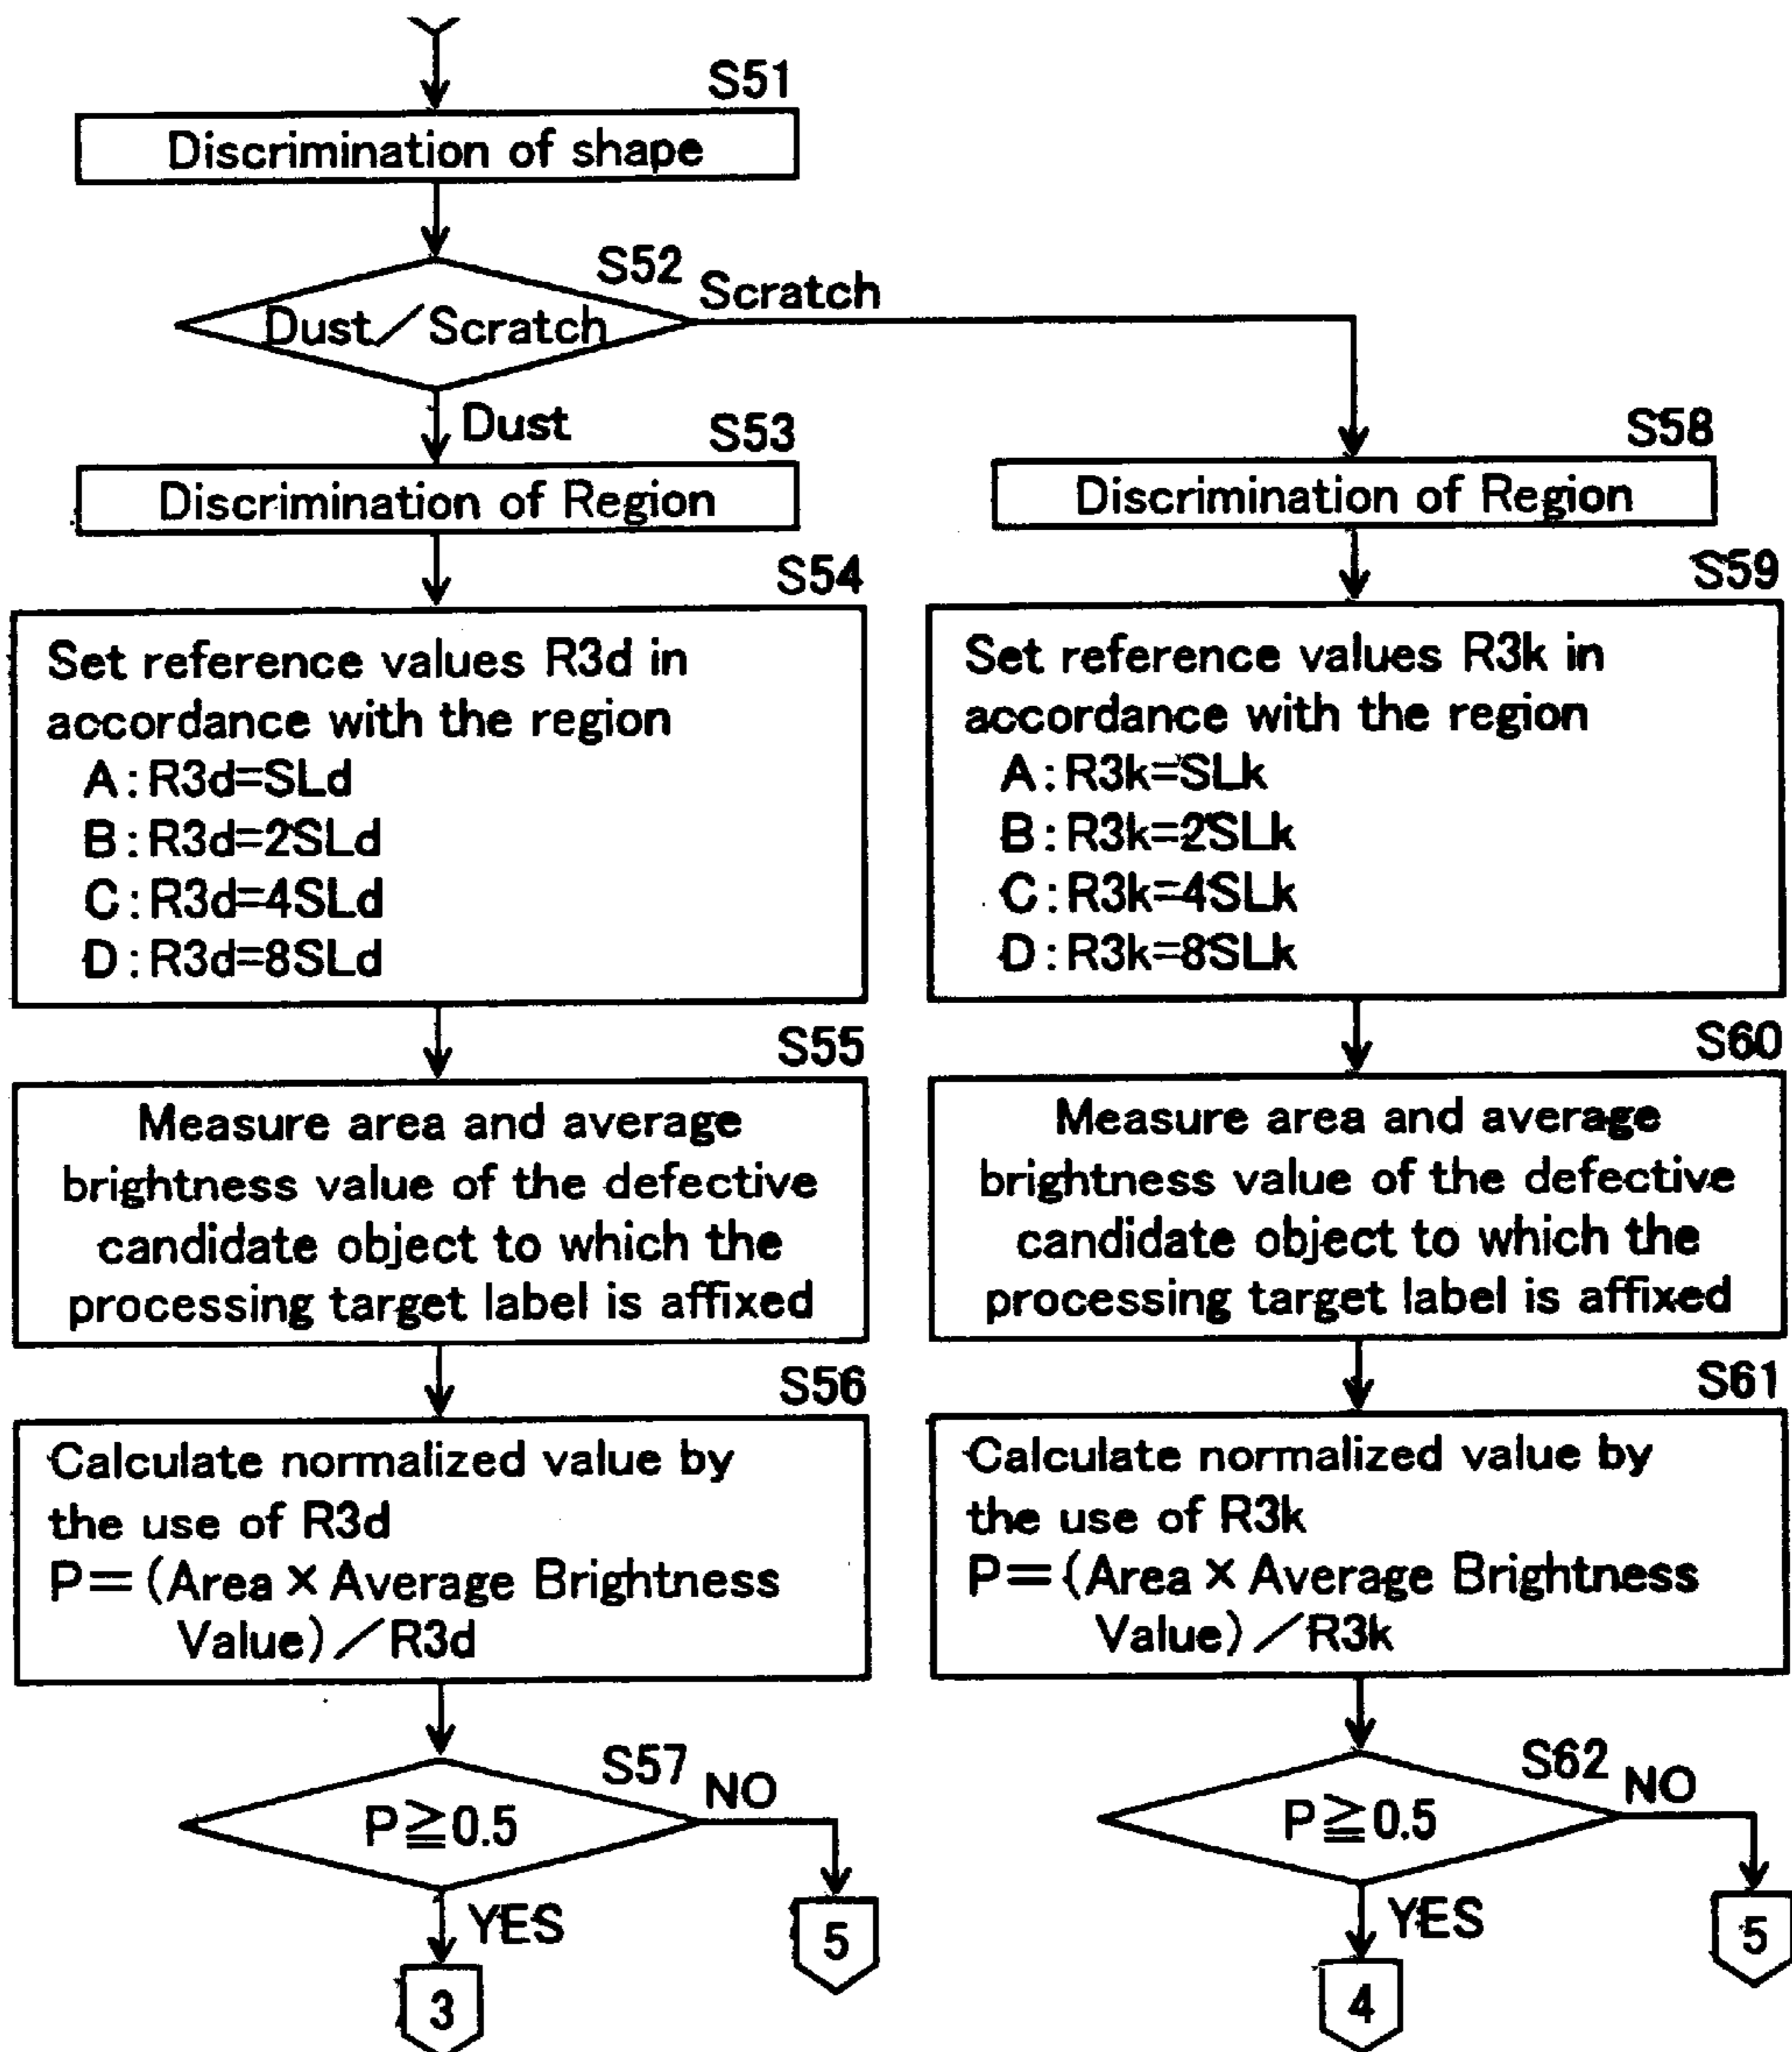 S51
Discrimination of shape
S52
Dust／Scratch
Scratch
Dust
S53
Discrimination of Region
S54
Set reference values R3d in
accordance with the region
A:R3d=SLd
B:R3d=2SLd
C:R3d=4SLd
D:R3d=8SLd
S55
Measure area and average
brightness value of the defective
candidate object to which the
processing target label is affixed
S56
Calculate normalized value by
the use of R3d
P=(Area×Average Brightness
Value)／R3d
S57
P≧0.5
NO
5
YES
3
S58
Discrimination of Region
S59
Set reference values R3k in
accordance with the region
A:R3k=SLk
B:R3k=2SLk
C:R3k=4SLk
D:R3k=8SLk
S60
Measure area and average
brightness value of the defective
candidate object to which the
processing target label is affixed
S61
Calculate normalized value by
the use of R3k
P=(Area×Average Brightness
Value)／R3k
S62
P≧0.5
NO
5
YES
4